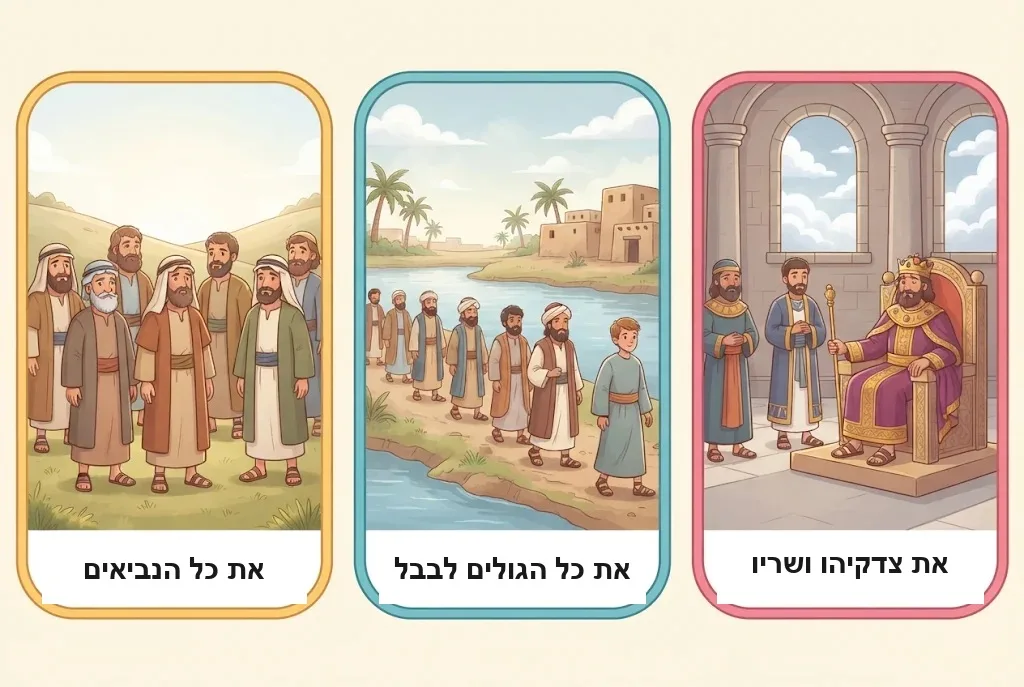 את צדקיהו ושריו
את כל הגולים לבבל
את כל הנביאים